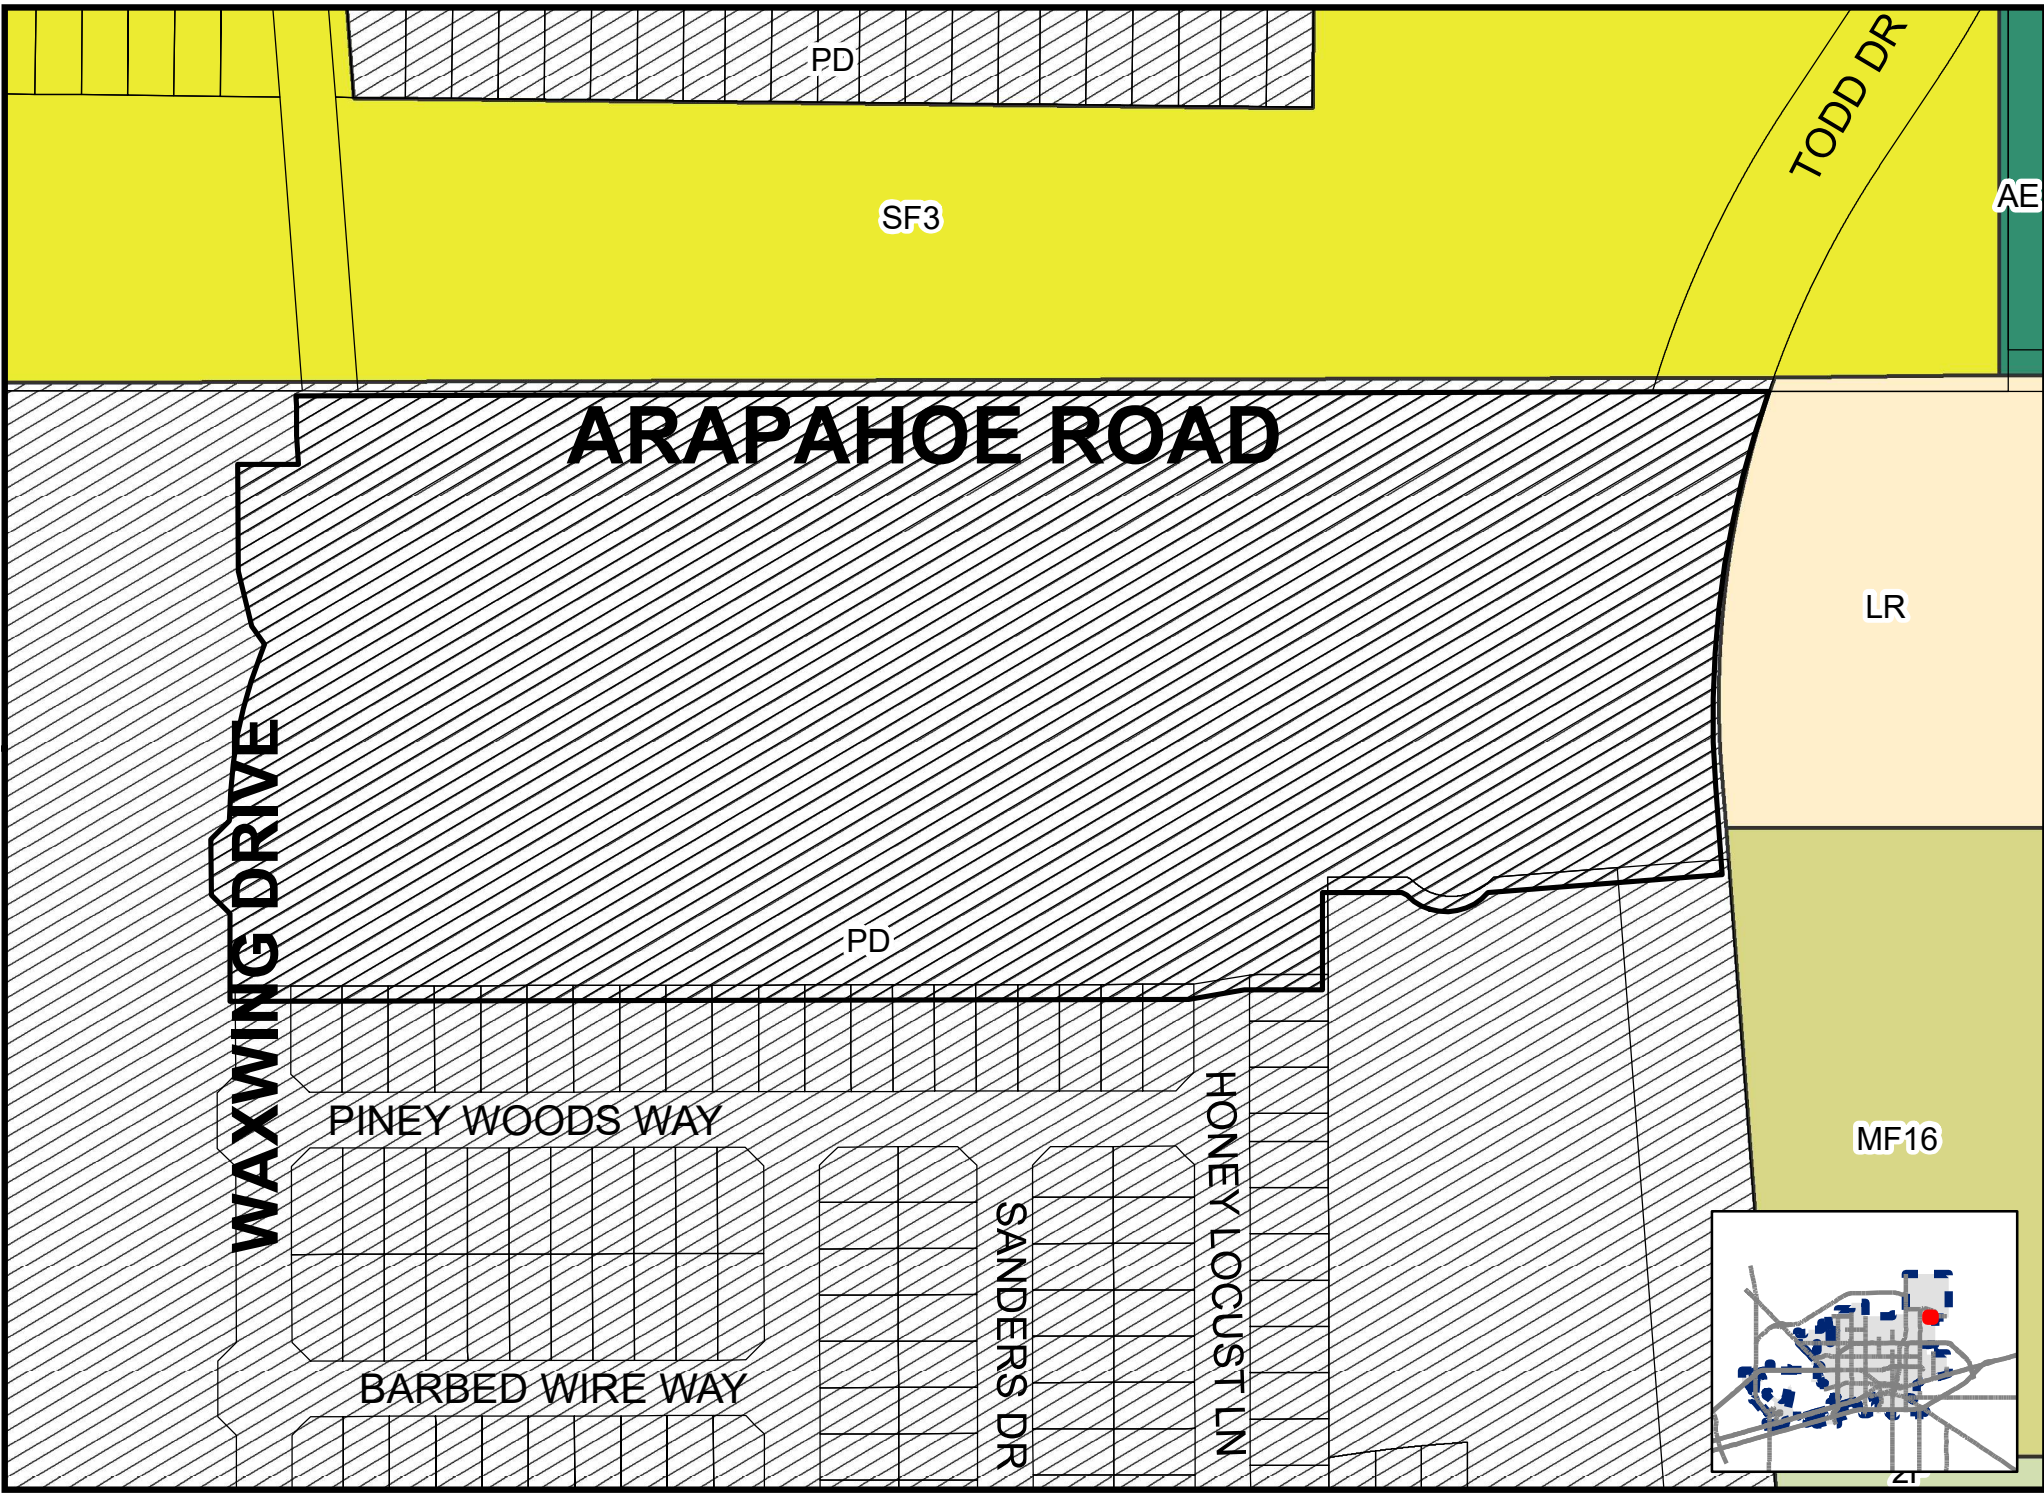 PD
TODD DR
AE
SF3
ARAPAHOE ROAD
LR
WAXWING DRIVE
PD
PINEY WOODS WAY
HONEY LOCUST LN
MF16
SANDERS DR
BARBED WIRE WAY